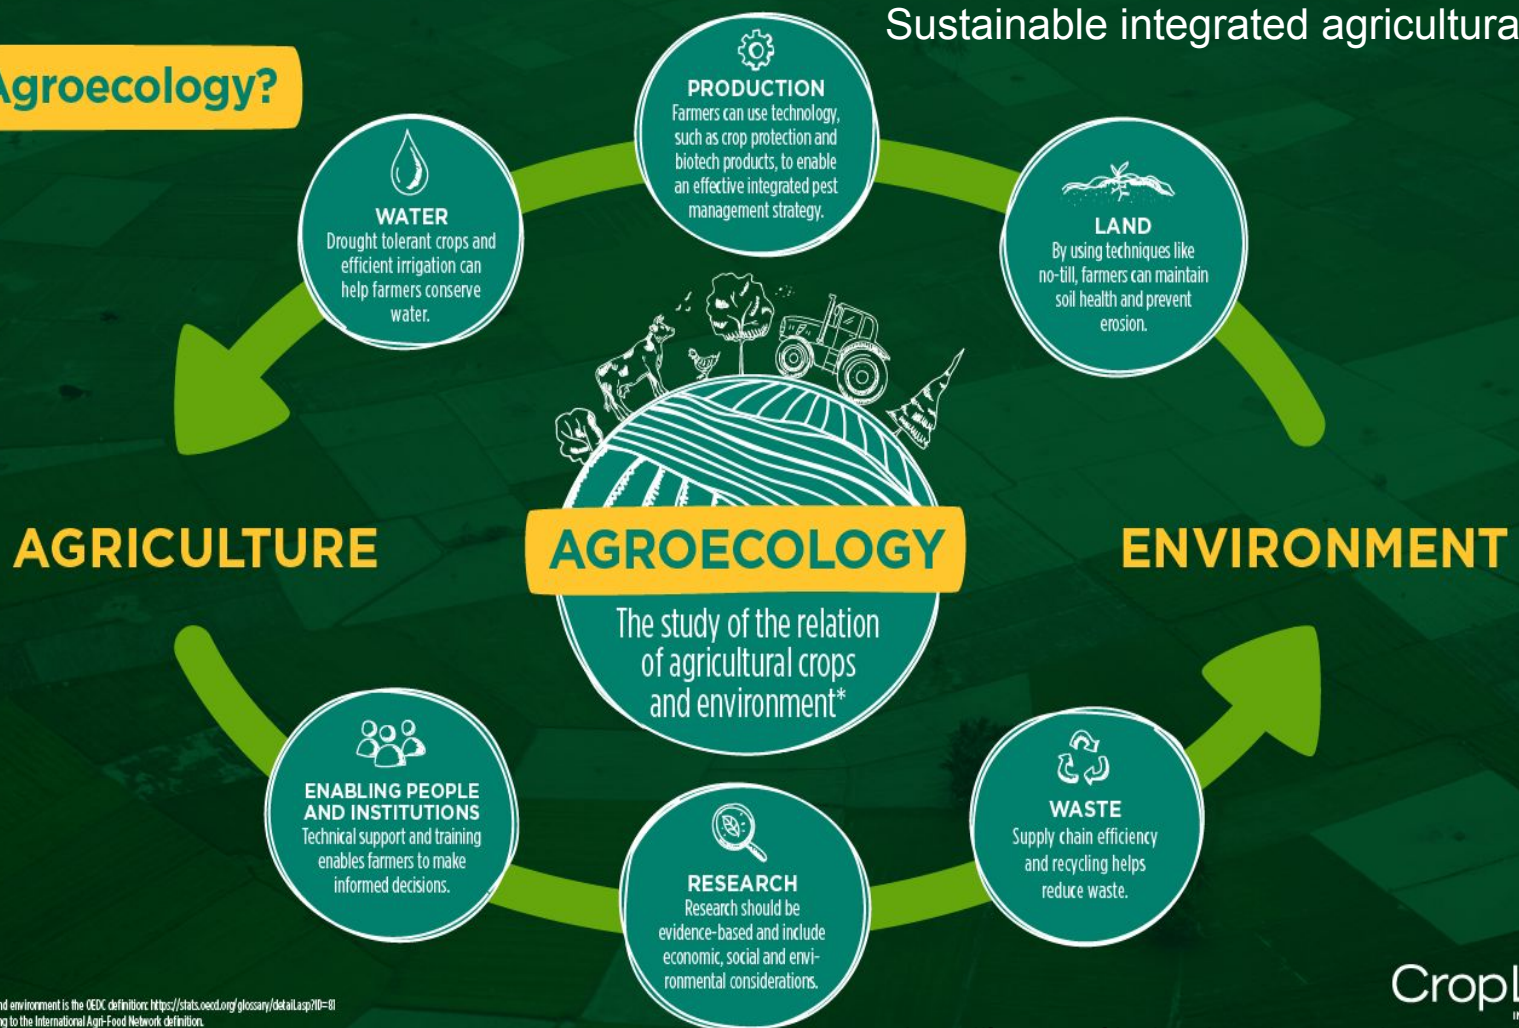 Sustainable integrated agricultura
Agroecology?
PRODUCTION
Farmers can use technology,
such as crop protection and
biotech products, to enable
an effective integrated pest
management strategy.
WATER
Drought tolerant crops and
efficient irrigation can
help farmers conserve
water.
LAND
By using techniques like
no-till, farmers can maintain
soil health and prevent
erosion.
AGRICULTURE
AGROECOLOGY
ENVIRONMENT
The study of the relation
of agricultural crops
and environment*
ENABLING PEOPLE
AND INSTITUTIONS
Technical support and training
enables farmers to make
informed decisions.
RESEARCH
Research should be
evidence-based and include
economic, social and envi-
ronmental considerations.
WASTE
Supply chain efficiency
and recycling helps
reduce waste.
nd environment is the OEDC definition: https://stats.oecd.org/glossary/detail.asp?ID=81
ng to the International Agri-Food Network definition.
CropL
IN